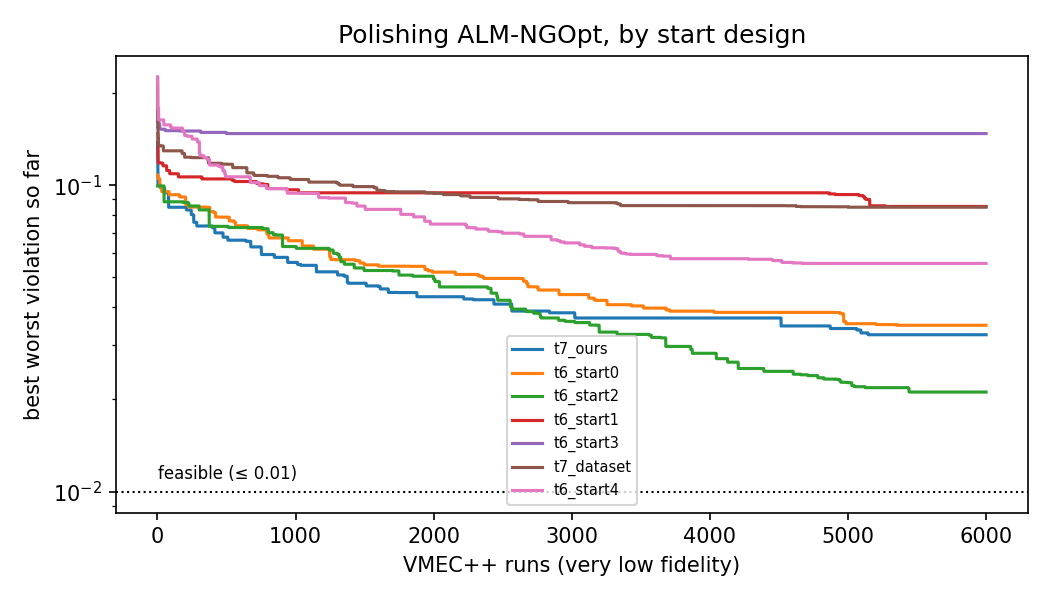 Polishing ALM-NGOpt, by start design
best worst violation so far
10⁻¹
10⁻²
feasible (≤ 0.01)
t7_ours
t6_start0
t6_start2
t6_start1
t6_start3
t7_dataset
t6_start4
0 1000 2000 3000 4000 5000 6000
VMEC++ runs (very low fidelity)